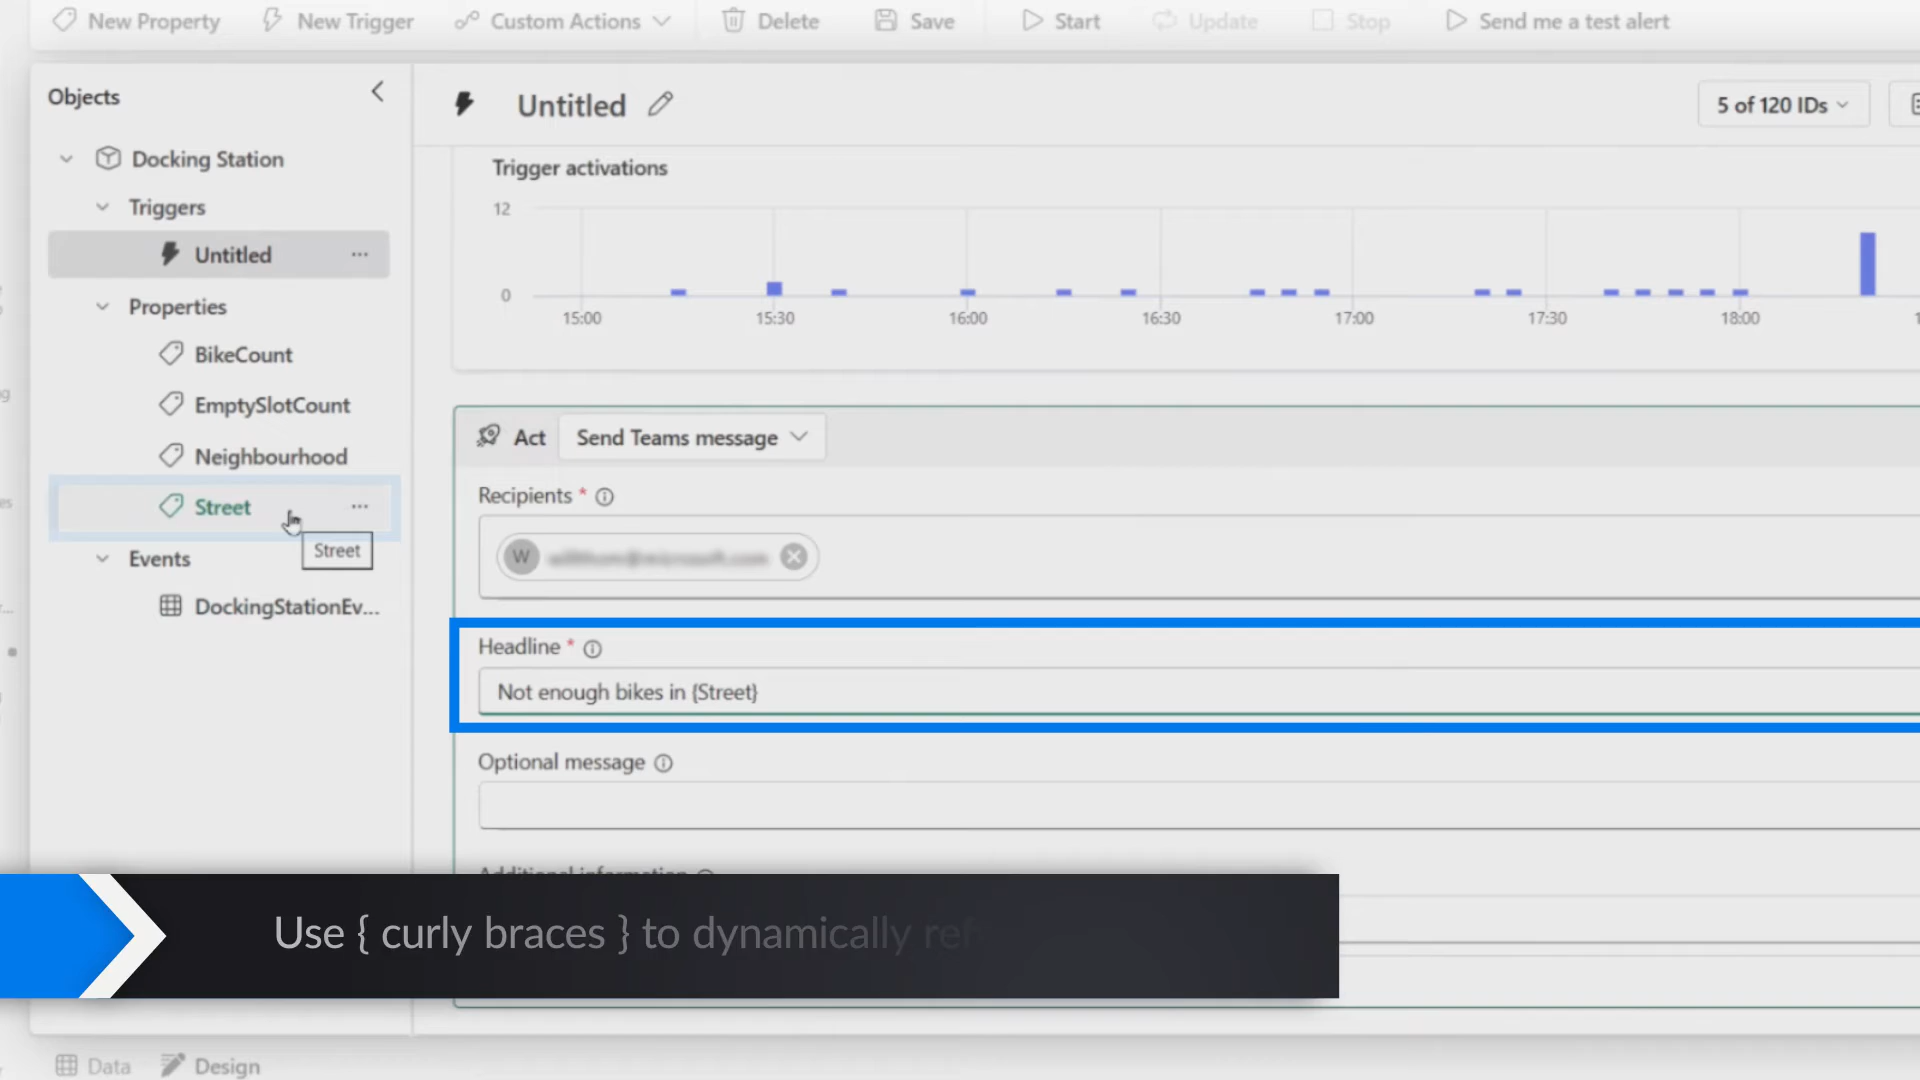 New Property New Trigger Custom Actions Delete Save Start Update Stop Send me a test alert
Objects
Docking Station
Triggers
Untitled ...
Properties
BikeCount
EmptySlotCount
Neighbourhood
Street ...
Street
Events
DockingStationEv...
Untitled
5 of 120 IDs
Trigger activations
12
0
15:00 15:30 16:00 16:30 17:00 17:30 18:00
Act Send Teams message
Recipients *
W
Headline *
Not enough bikes in {Street}
Optional message
Additional information
Use { curly braces } to dynamically
Data Design